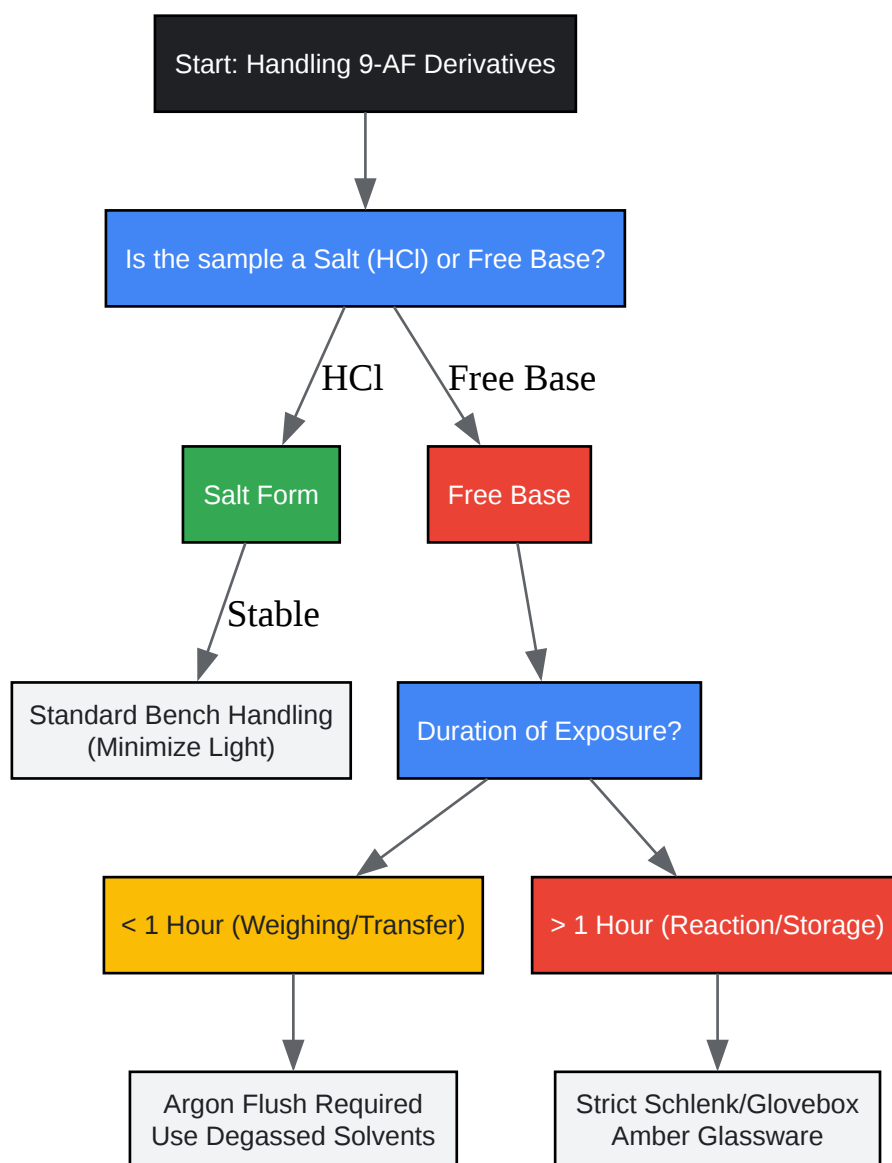 Start: Handling 9-AF Derivatives
Is the sample a Salt (HCl) or Free Base?
HCl
Free Base
Salt Form
Free Base
Stable
Standard Bench Handling
(Minimize Light)
Duration of Exposure?
< 1 Hour (Weighing/Transfer)
> 1 Hour (Reaction/Storage)
Argon Flush Required
Use Degassed Solvents
Strict Schlenk/Glovebox
Amber Glassware